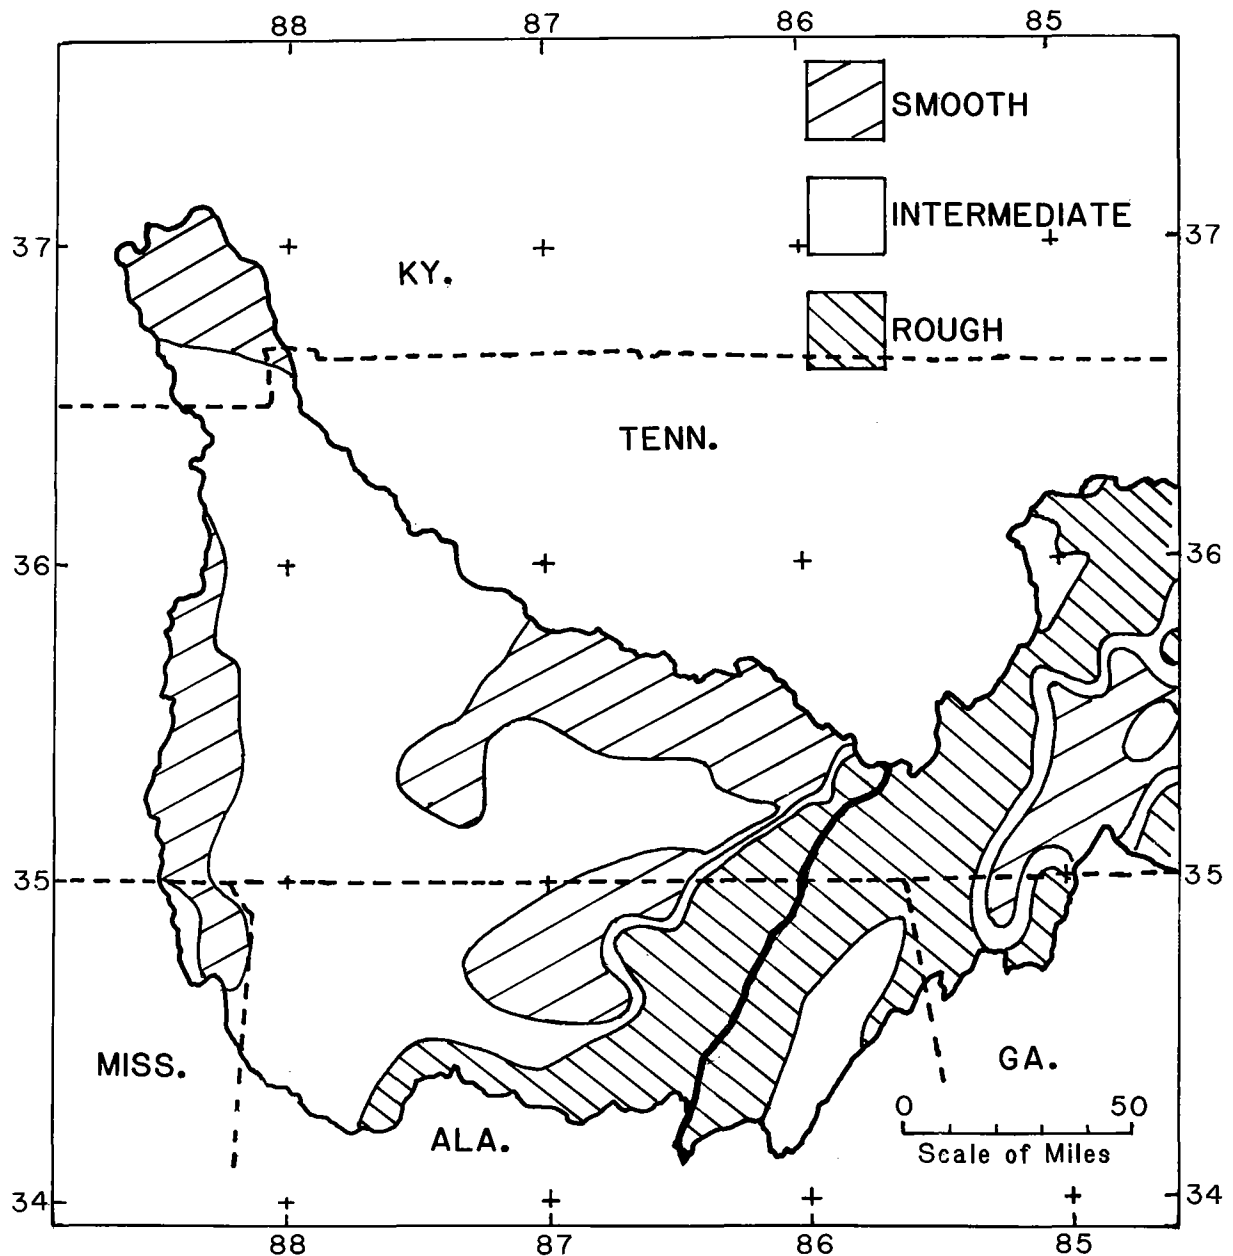 88 87 86 85
SMOOTH
INTERMEDIATE
37 37
KY.
ROUGH
TENN.
36 36
35 35
MISS.
GA.
0 50
ALA.
Scale of Miles
34 34
88 87 86 85